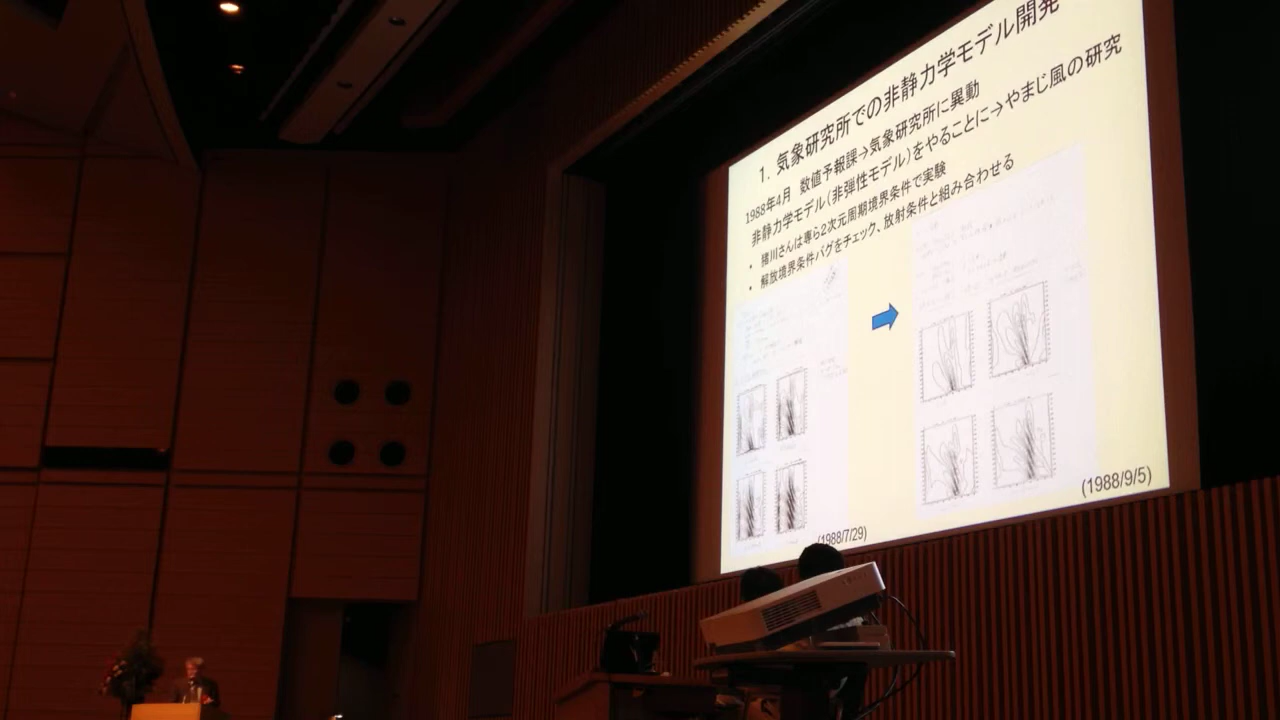 1. 気象研究所での非静力学モデル開発
1988年4月 数値予報課→気象研究所に異動
非静力学モデル(非弾性モデル)をやることに→やまじ風の研究
・ 猪川さんは専ら2次元周期境界条件で実験
・ 解放境界条件バグをチェック、放射条件と組み合わせる
(1988/7/29)
(1988/9/5)